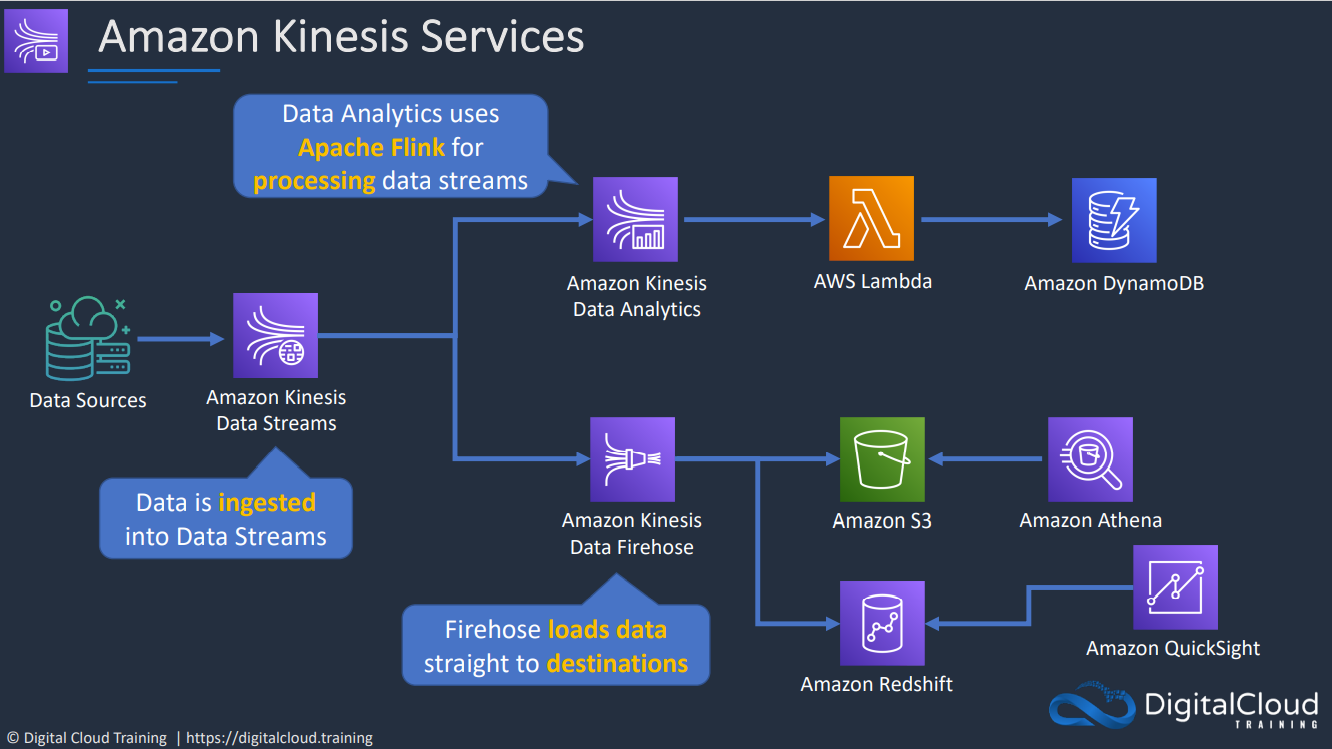 Amazon Kinesis Services
Data Analytics uses
Apache Flink for
processing data streams
Amazon Kinesis
Data Analytics
AWS Lambda
Amazon DynamoDB
Data Sources
Amazon Kinesis
Data Streams
Data is ingested
into Data Streams
Amazon Kinesis
Data Firehose
Amazon S3
Amazon Athena
Firehose loads data
straight to destinations
Amazon Redshift
Amazon QuickSight
DigitalCloud
TRAINING
© Digital Cloud Training | https://digitalcloud.training